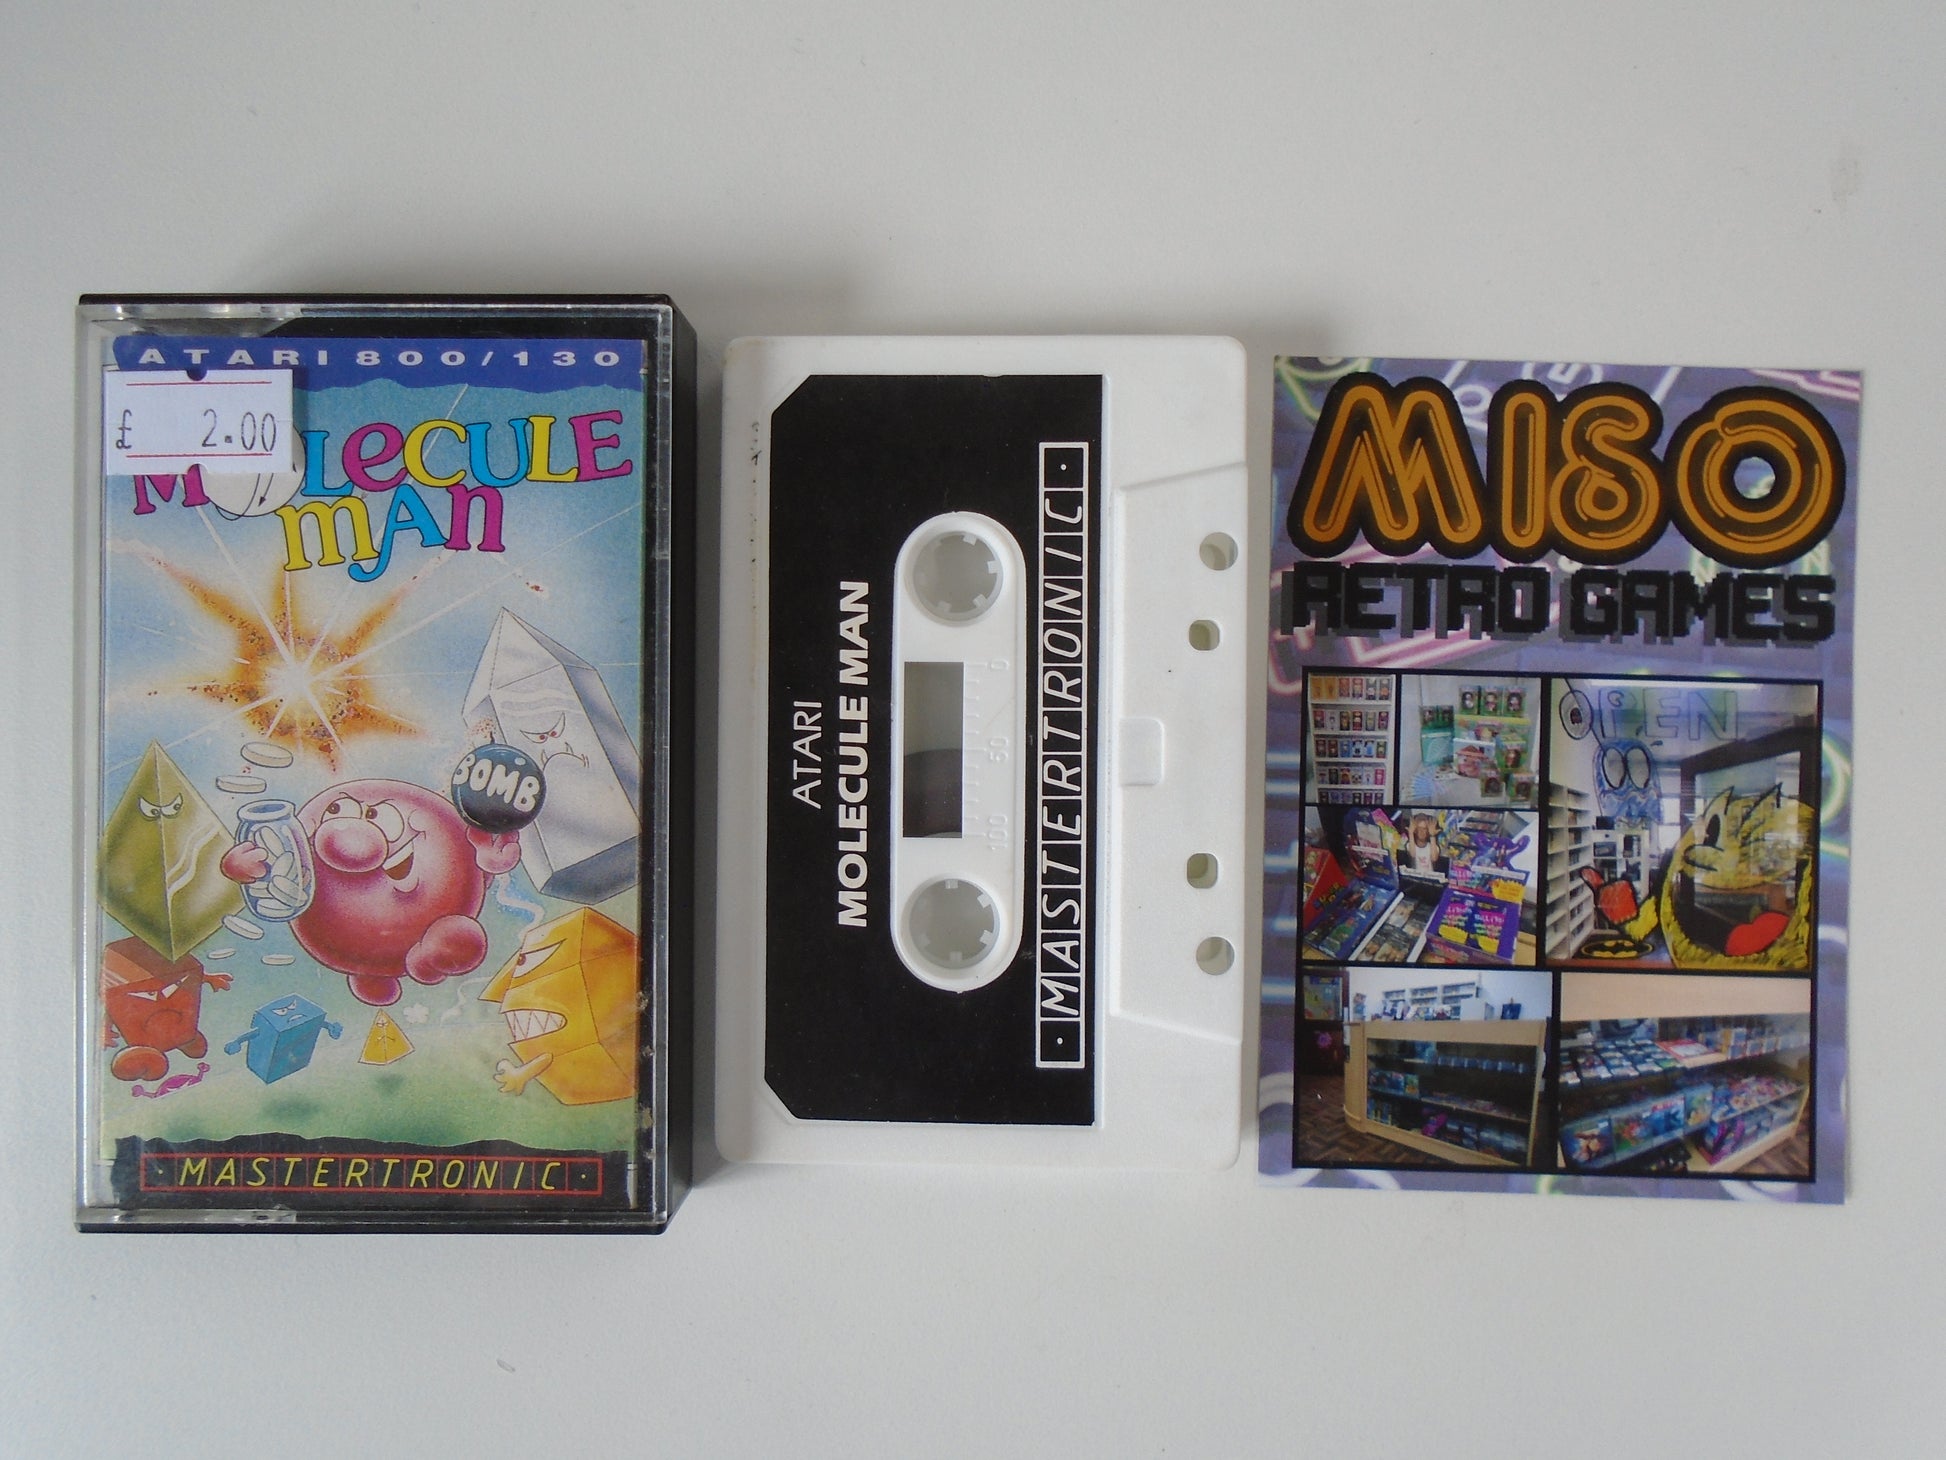 ATARI 800/130
£ 2.00
MOLECULE
MAN
BOMB
·MASTERTRONIC·
ATARI
MOLECULE MAN
0
50
100
·MASTERTRONIC·
MISO
RETRO GAMES
OPEN